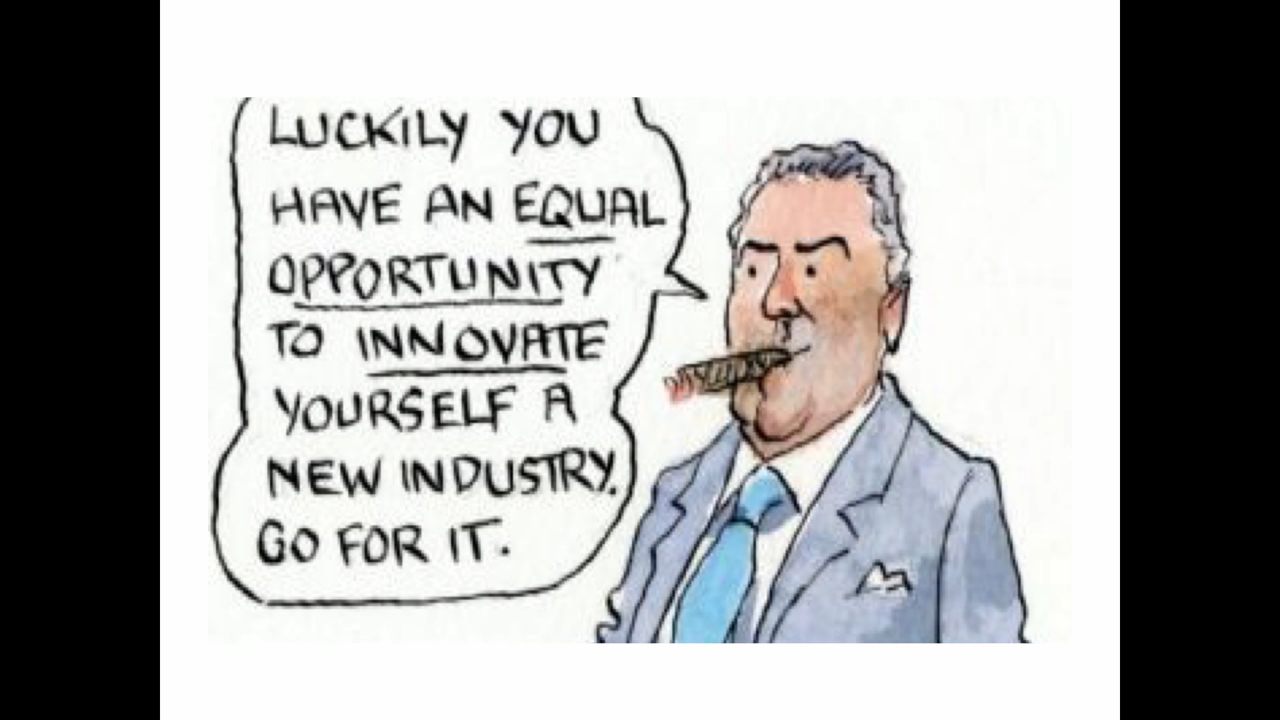 LUCKILY YOU
HAVE AN EQUAL
OPPORTUNITY
TO INNOVATE
YOURSELF A
NEW INDUSTRY.
GO FOR IT.